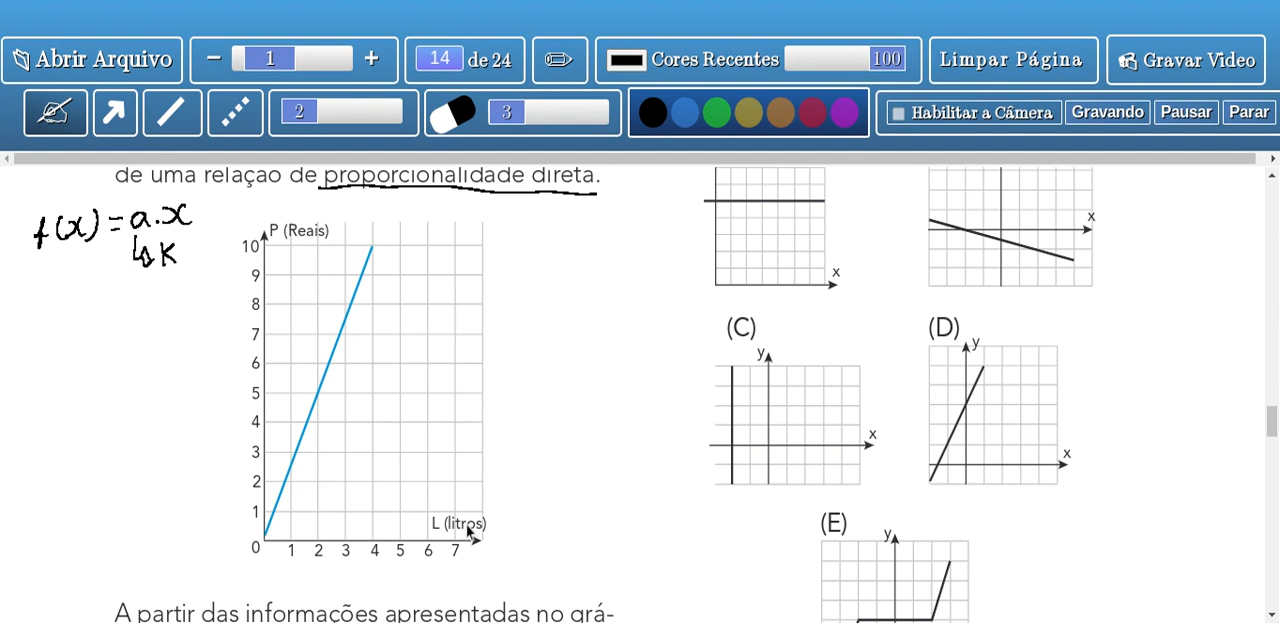 Abrir Arquivo
− 1 +
14 de 24
Cores Recentes 100
Limpar Página
Gravar Video
2
3
Habilitar a Câmera
Gravando
Pausar
Parar
de uma relação de proporcionalidade direta.
f(x)=a.x
↳K
P (Reais)
10
9
8
7
6
5
4
3
2
1
0
1 2 3 4 5 6 7
L (litros)
A partir das informações apresentadas no grá-
x
x
(C)
y
x
(D)
y
x
(E)
y